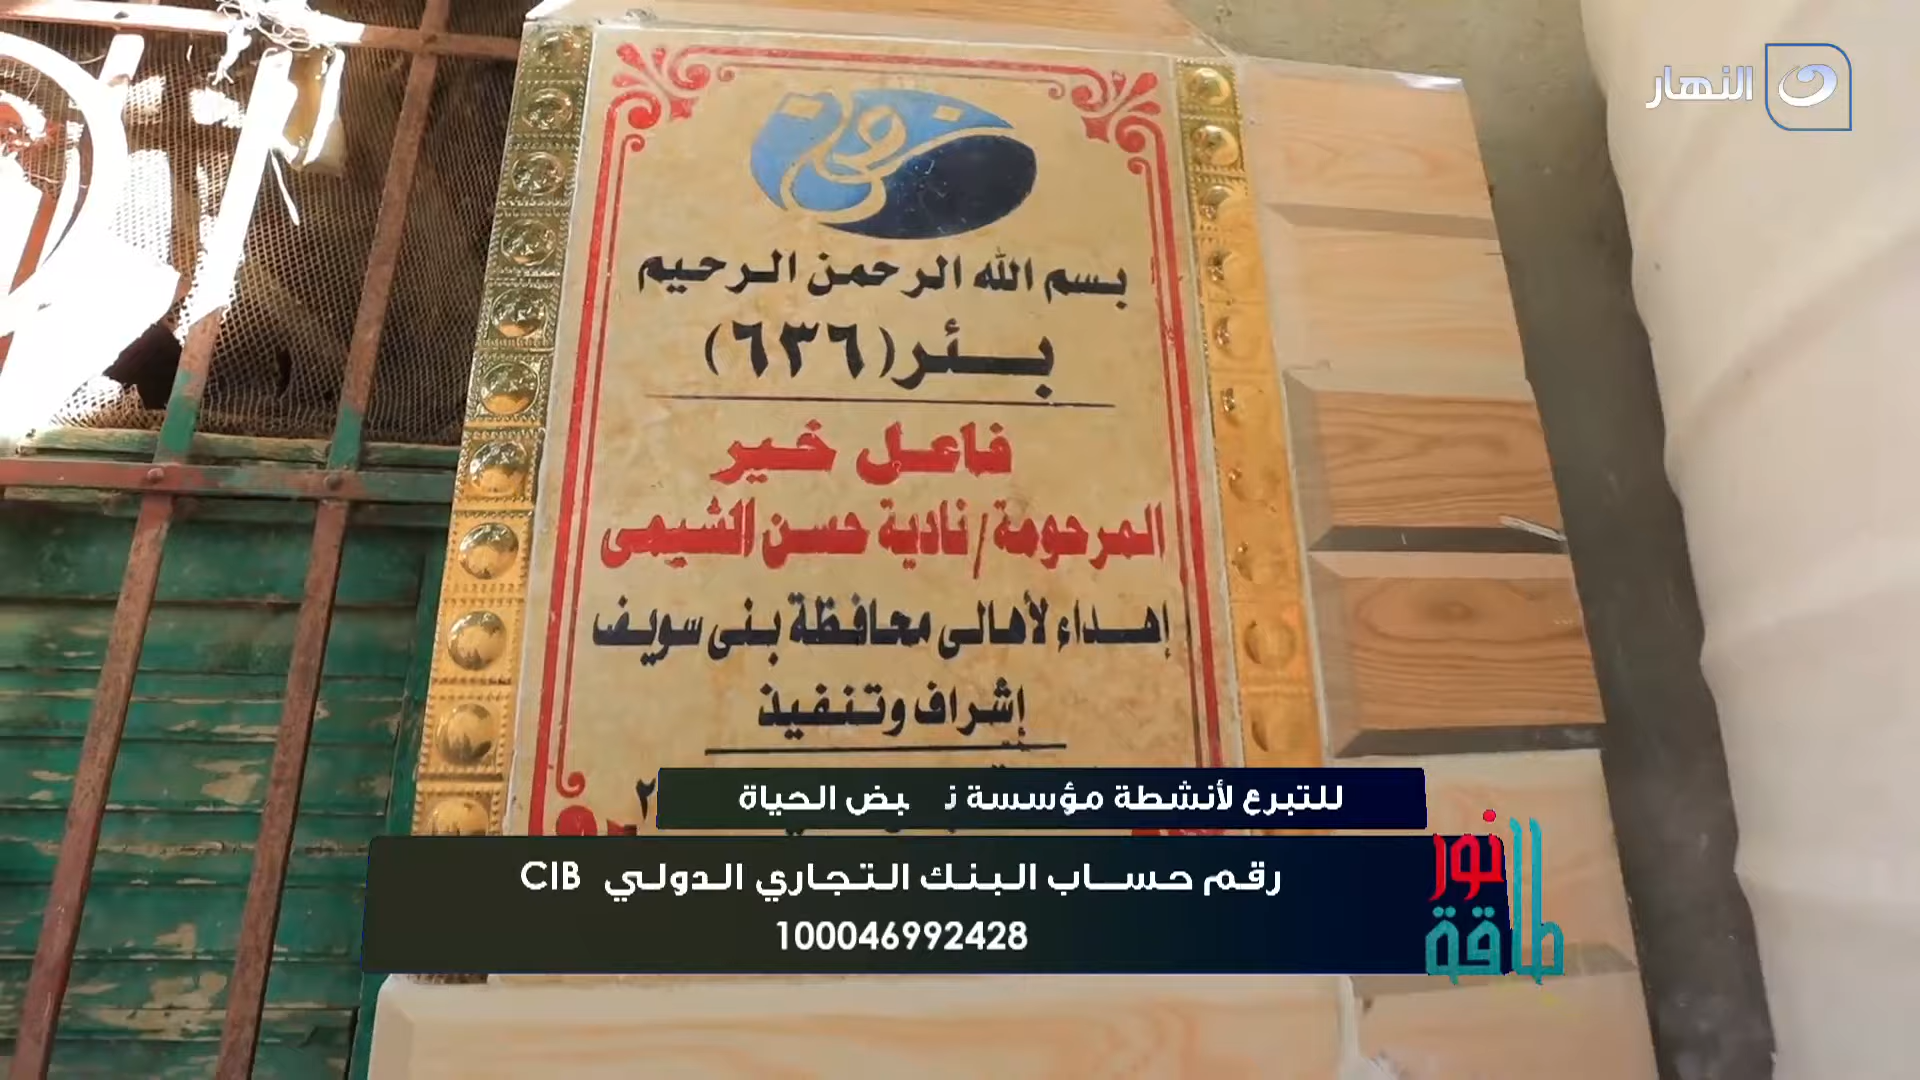 النهار
بسم الله الرحمن الرحيم
بئر (٦٣٦)
فاعل خير
المرحومة / نادية حسن الشيمى
إهداء لأهالى محافظة بنى سويف
إشراف وتنفيذ
للتبرع لأنشطة مؤسسة نبض الحياة
رقم حساب البنك التجاري الدولي CIB
100046992428
طاقة نور